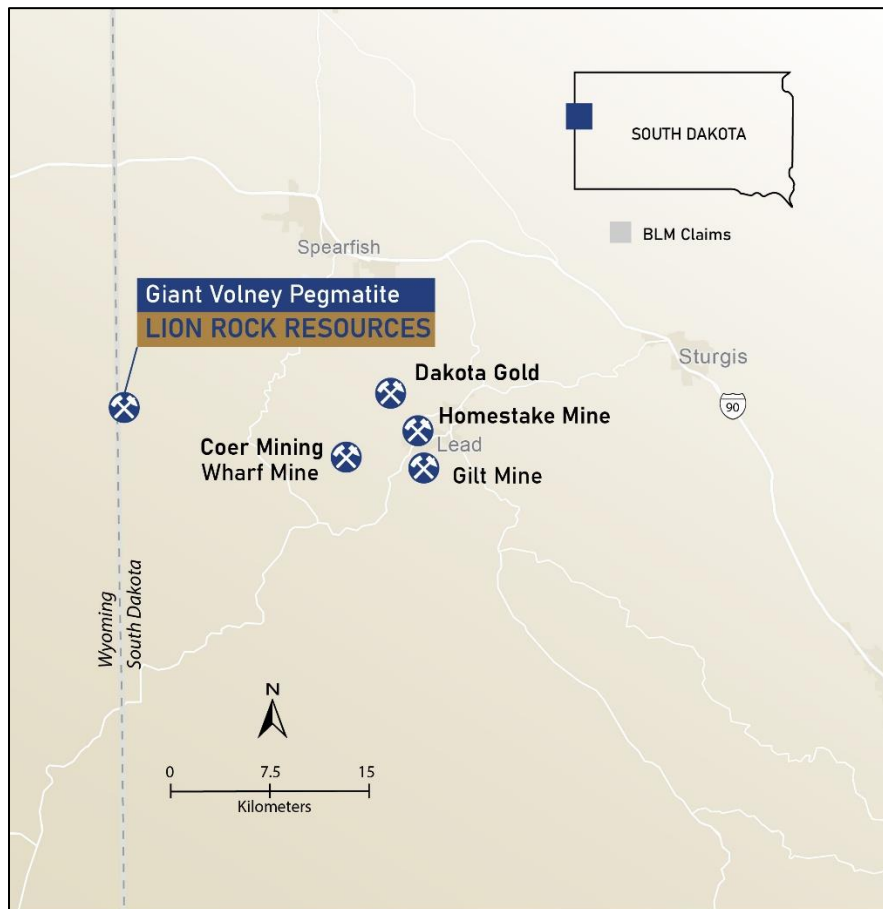 SOUTH DAKOTA
BLM Claims
Spearfish
Giant Volney Pegmatite
LION ROCK RESOURCES
Sturgis
90
Dakota Gold
Homestake Mine
Lead
Coer Mining
Wharf Mine
Gilt Mine
Wyoming
South Dakota
N
0 7.5 15
Kilometers